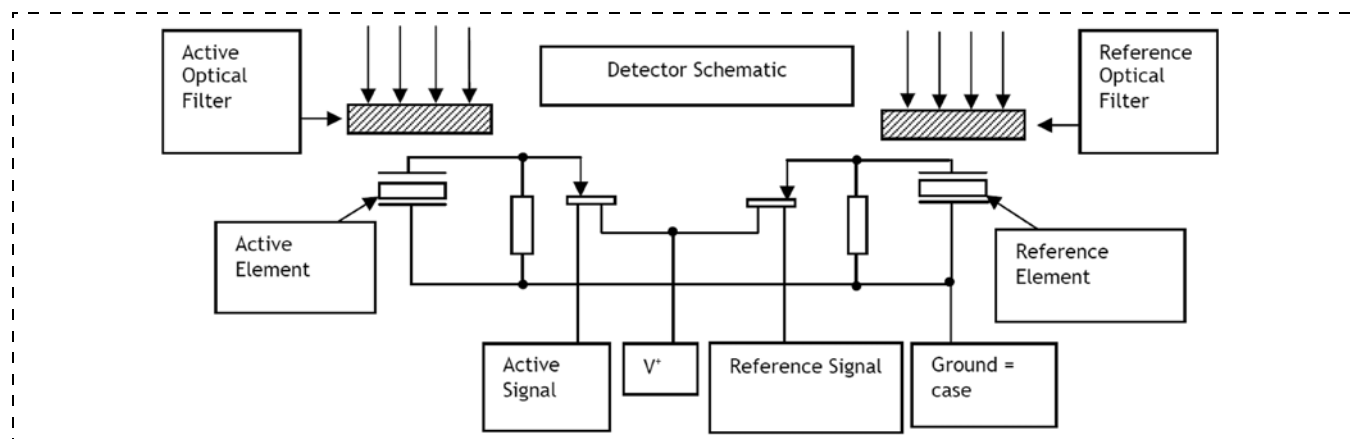 Active
Optical
Filter
Detector Schematic
Reference
Optical
Filter
Active
Element
Reference
Element
Active
Signal
V⁺
Reference Signal
Ground =
case